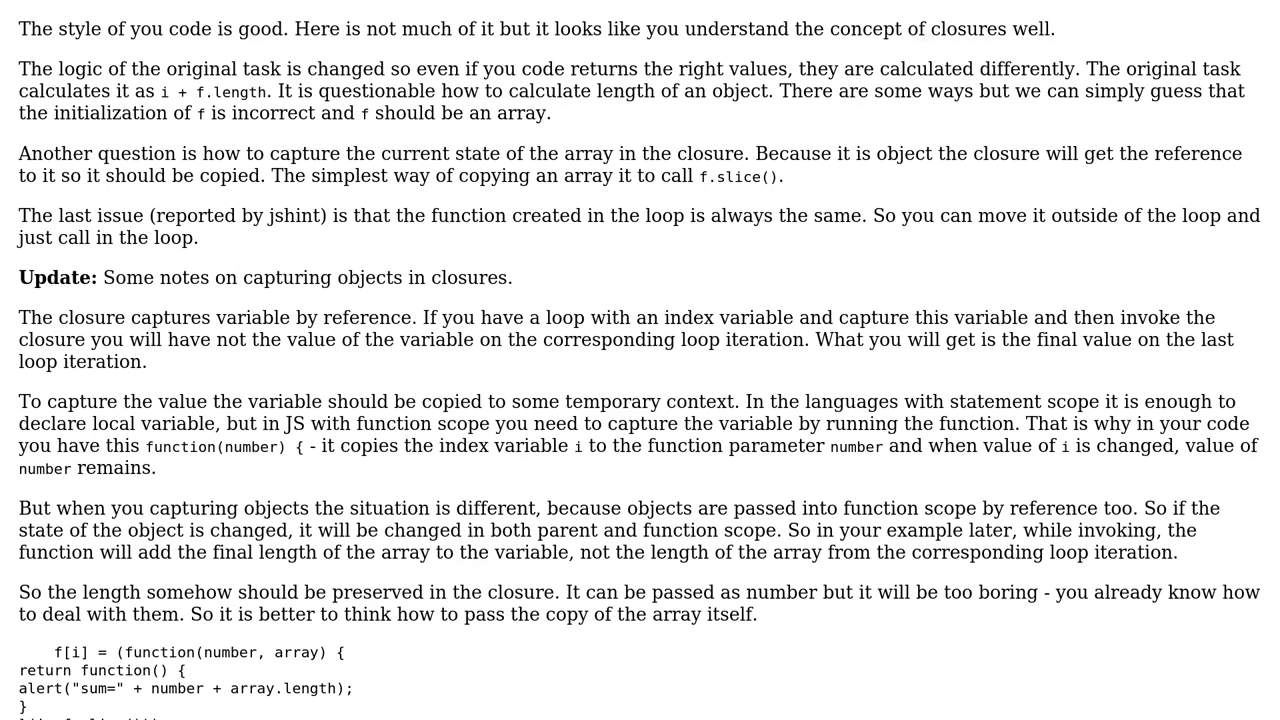 The style of you code is good. Here is not much of it but it looks like you understand the concept of closures well.
The logic of the original task is changed so even if you code returns the right values, they are calculated differently. The original task
calculates it as i + f.length. It is questionable how to calculate length of an object. There are some ways but we can simply guess that
the initialization of f is incorrect and f should be an array.
Another question is how to capture the current state of the array in the closure. Because it is object the closure will get the reference
to it so it should be copied. The simplest way of copying an array it to call f.slice().
The last issue (reported by jshint) is that the function created in the loop is always the same. So you can move it outside of the loop and
just call in the loop.
Update: Some notes on capturing objects in closures.
The closure captures variable by reference. If you have a loop with an index variable and capture this variable and then invoke the
closure you will have not the value of the variable on the corresponding loop iteration. What you will get is the final value on the last
loop iteration.
To capture the value the variable should be copied to some temporary context. In the languages with statement scope it is enough to
declare local variable, but in JS with function scope you need to capture the variable by running the function. That is why in your code
you have this function(number) { - it copies the index variable i to the function parameter number and when value of i is changed, value of
number remains.
But when you capturing objects the situation is different, because objects are passed into function scope by reference too. So if the
state of the object is changed, it will be changed in both parent and function scope. So in your example later, while invoking, the
function will add the final length of the array to the variable, not the length of the array from the corresponding loop iteration.
So the length somehow should be preserved in the closure. It can be passed as number but it will be too boring - you already know how
to deal with them. So it is better to think how to pass the copy of the array itself.
f[i] = (function(number, array) {
return function() {
alert("sum=" + number + array.length);
}